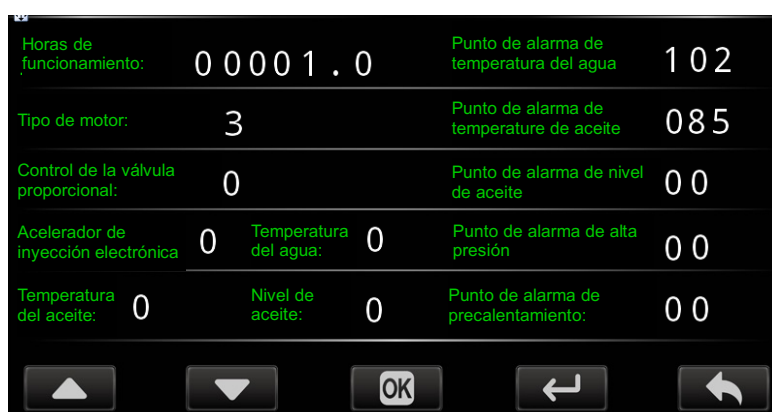 Horas de
funcionamiento:
00001.0
Punto de alarma de
temperatura del agua
102
Tipo de motor:
3
Punto de alarma de
temperature de aceite
085
Control de la válvula
proporcional:
0
Punto de alarma de nivel
de aceite
00
Acelerador de
inyección electrónica
0
Temperatura
del agua:
0
Punto de alarma de alta
presión
00
Temperatura
del aceite:
0
Nivel de
aceite:
0
Punto de alarma de
precalentamiento:
00
OK